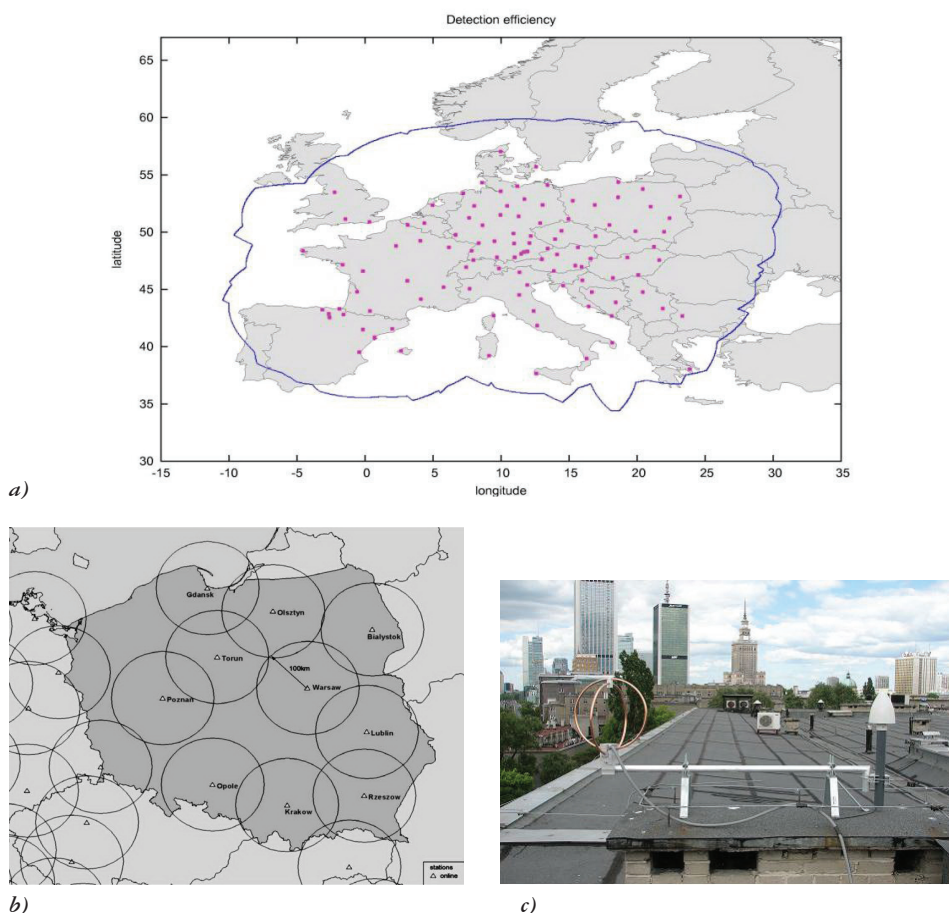 Detection efficiency
latitude
65
60
55
50
45
40
35
30
-15 -10 -5 0 5 10 15 20 25 30 35
longitude
a)
Gdansk
Olsztyn
Bialystok
Torun
100km
Warsaw
Poznan
Lublin
Opole
Krakow
Rzeszow
stations
online
b)
c)